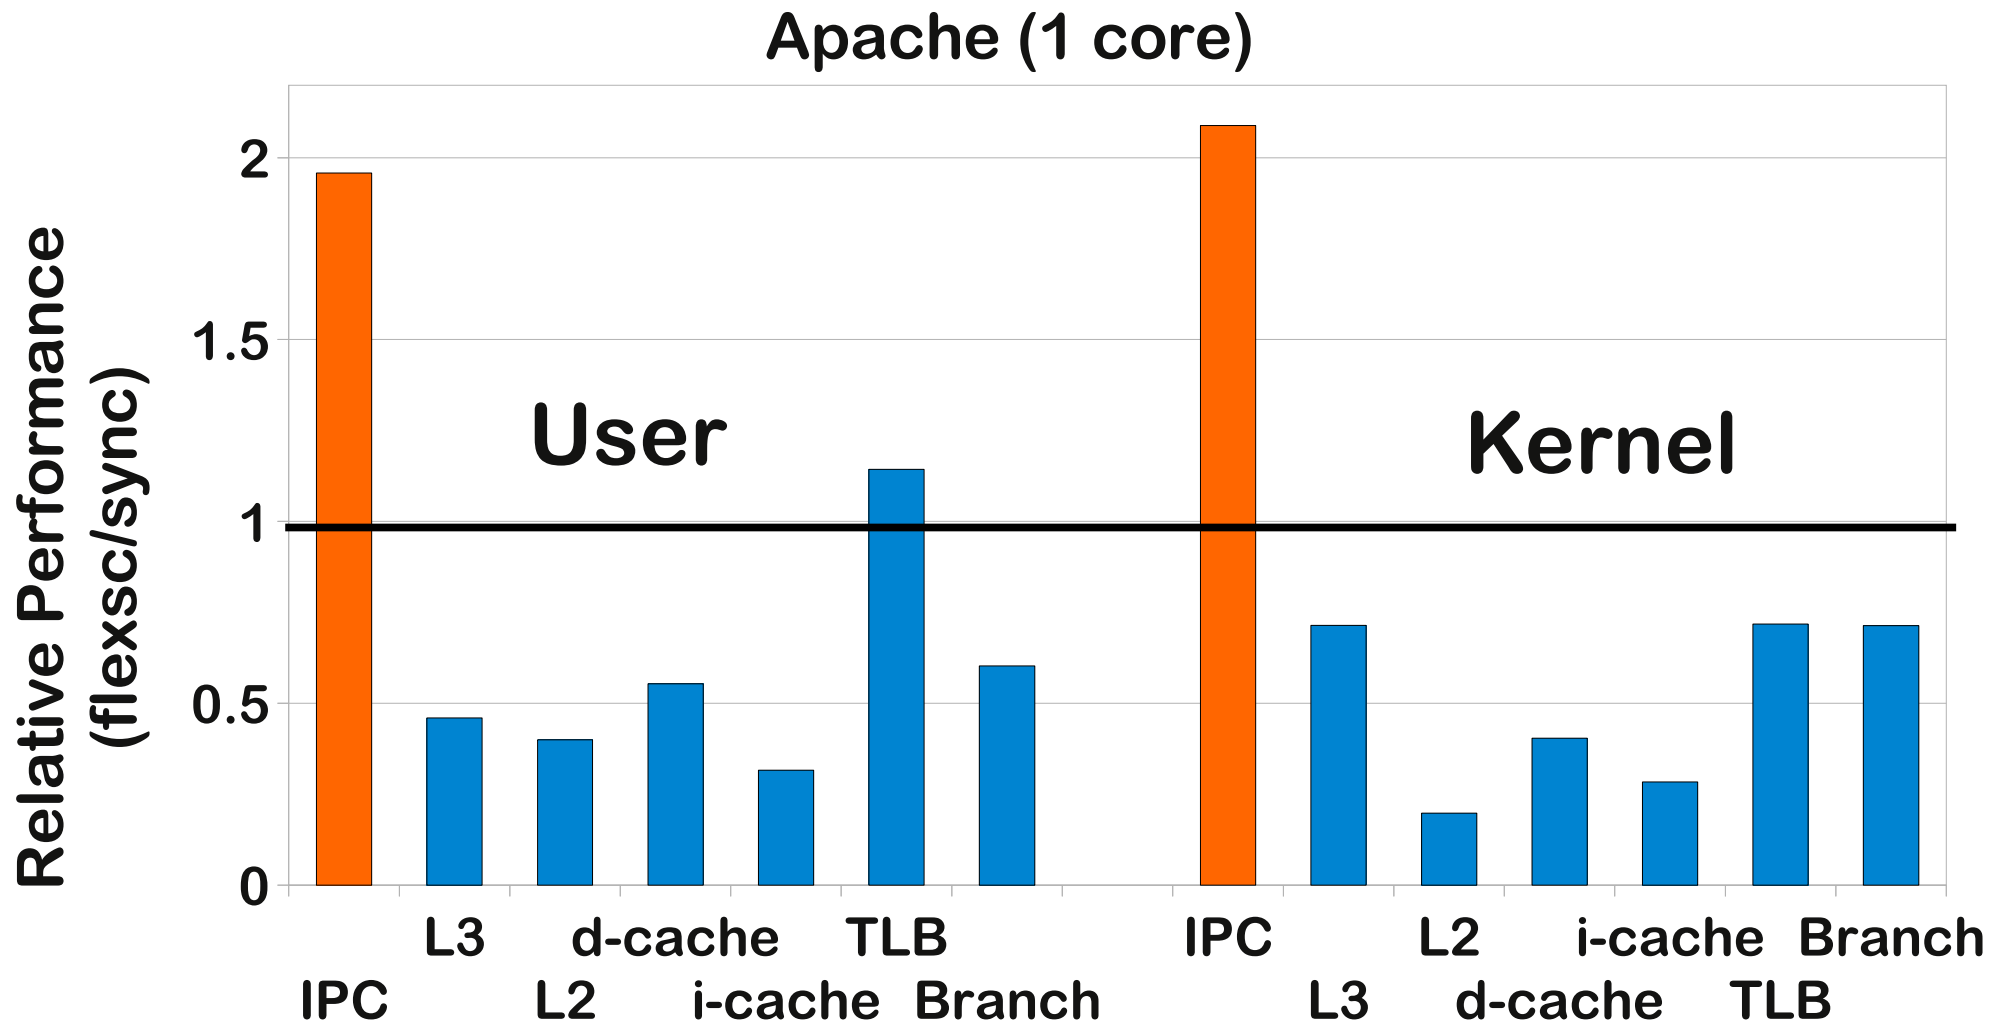 Apache (1 core)
Relative Performance
(flexsc/sync)
2
1.5
1
0.5
0
User
Kernel
L3 d-cache TLB IPC L2 i-cache Branch
IPC L2 i-cache Branch L3 d-cache TLB